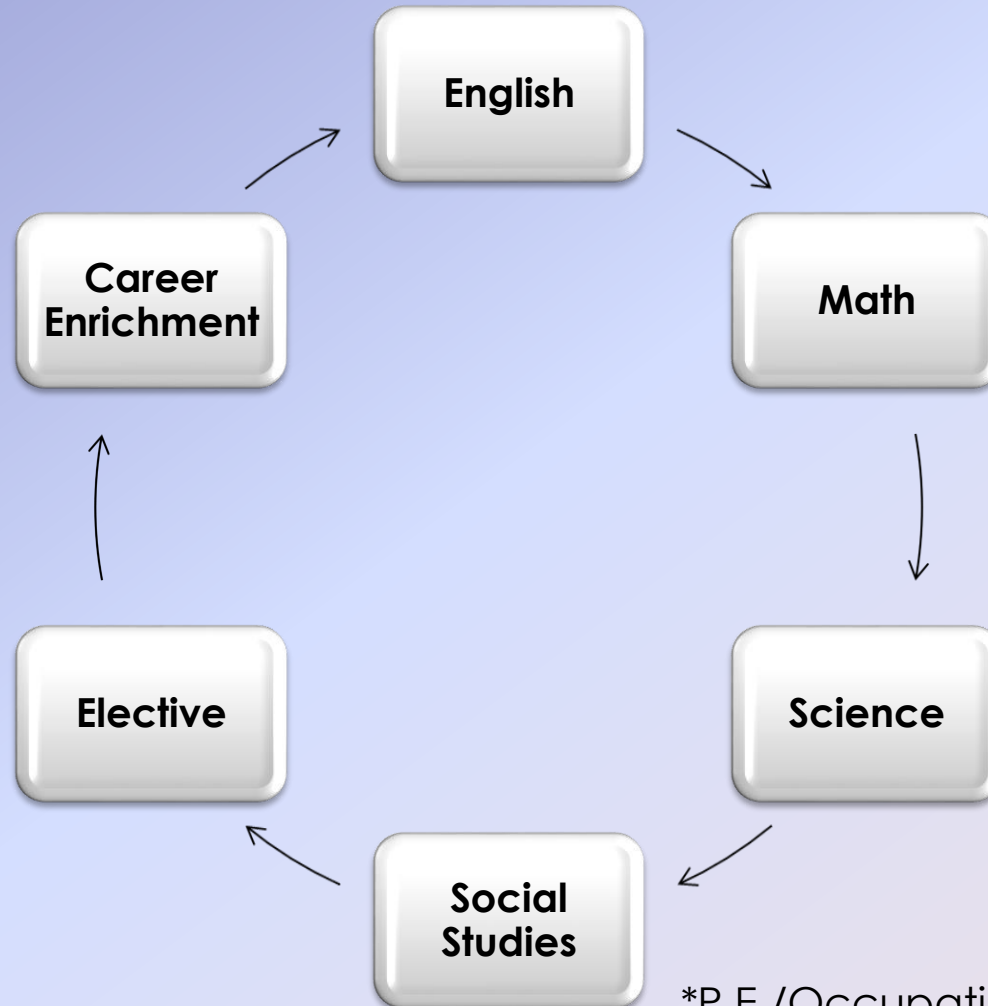 English
Math
Science
Social
Studies
Elective
Career
Enrichment
*P.E./